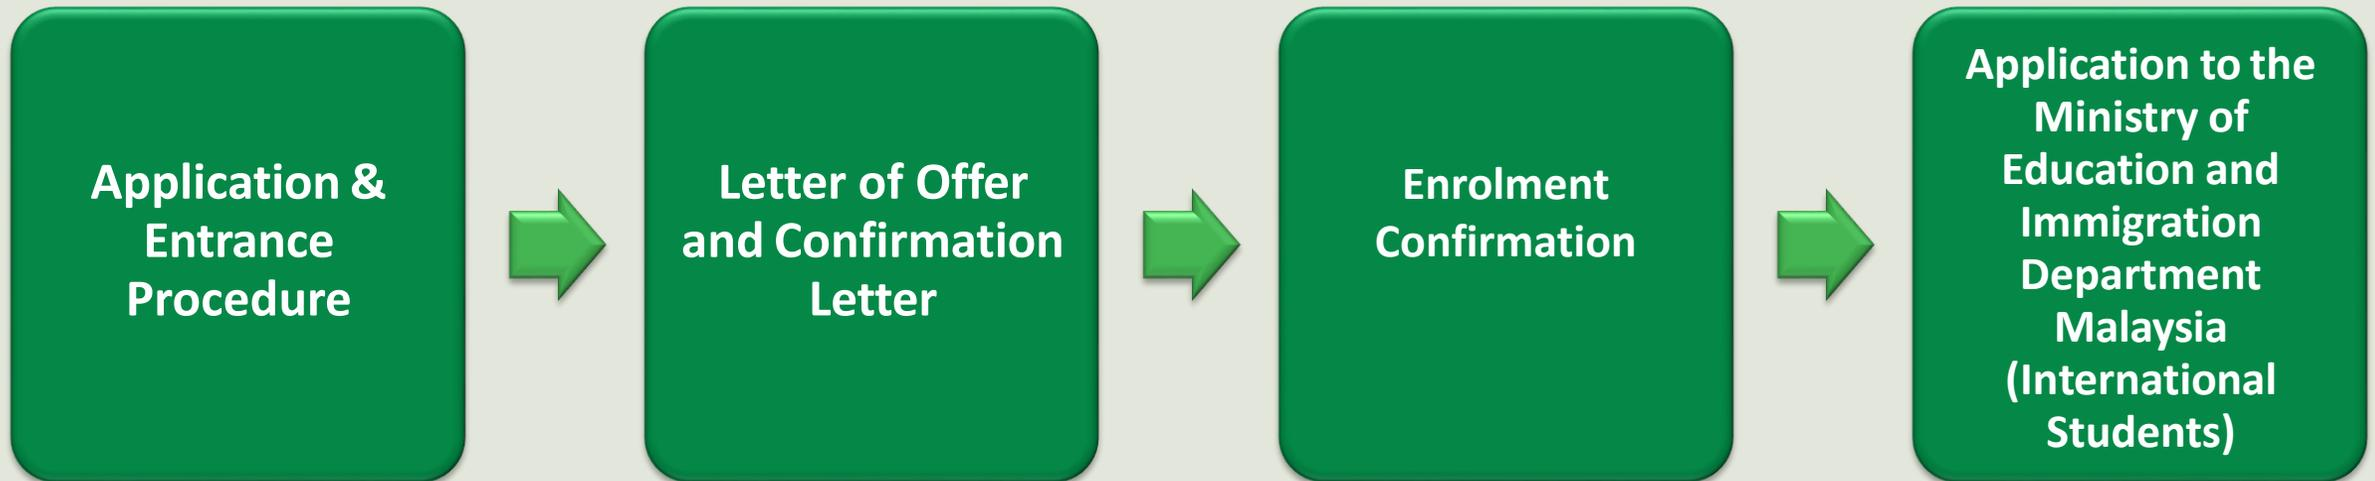 Application &
Entrance
Procedure
Letter of Offer
and Confirmation
Letter
Enrolment
Confirmation
Application to the
Ministry of
Education and
Immigration
Department
Malaysia
(International
Students)